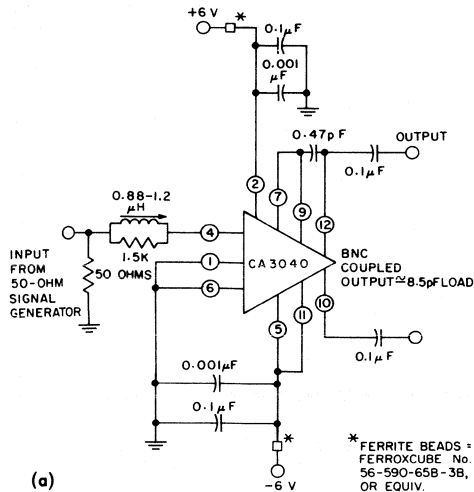 +6 V
*
0.1µF
0.001
µF
0.47pF
OUTPUT
0.1µF
2
7
9
12
0.88-1.2
µH
1.5K
4
INPUT
FROM
50-OHM
SIGNAL
GENERATOR
50 OHMS
1
6
CA3040
BNC
COUPLED
OUTPUT≃8.5pF LOAD
10
11
5
0.001µF
0.1µF
0.1µF
*
-6 V
*FERRITE BEADS =
FERROXCUBE No.
56-590-65B-3B,
OR EQUIV.
(a)